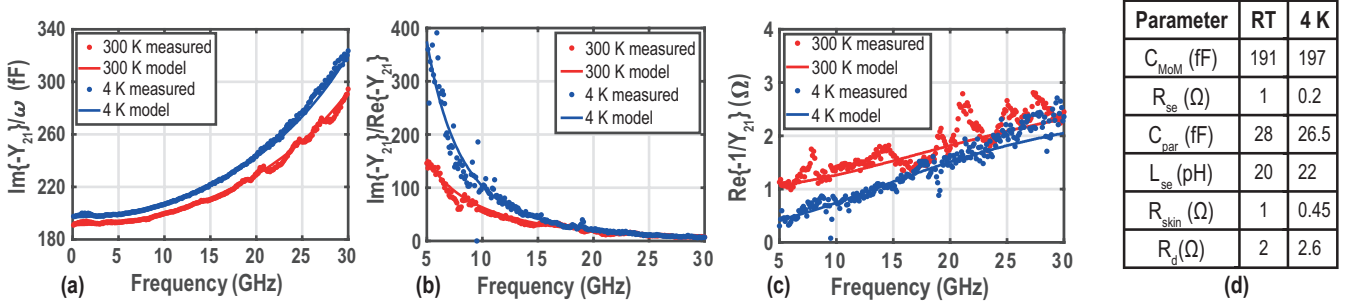 340
300
260
220
180
Im{-Y21}/ω (fF)
300 K measured
300 K model
4 K measured
4 K model
0 5 10 15 20 25 30
Frequency (GHz)
(a)
400
300
200
100
0
Im{-Y21}/Re{-Y21}
300 K measured
300 K model
4 K measured
4 K model
5 10 15 20 25 30
Frequency (GHz)
(b)
4
3
2
1
0
Re{-1/Y21} (Ω)
300 K measured
300 K model
4 K measured
4 K model
5 10 15 20 25 30
Frequency (GHz)
(c)
Parameter RT 4 K
CMoM (fF) 191 197
Rse (Ω) 1 0.2
Cpar (fF) 28 26.5
Lse (pH) 20 22
Rskin (Ω) 1 0.45
Rd(Ω) 2 2.6
(d)